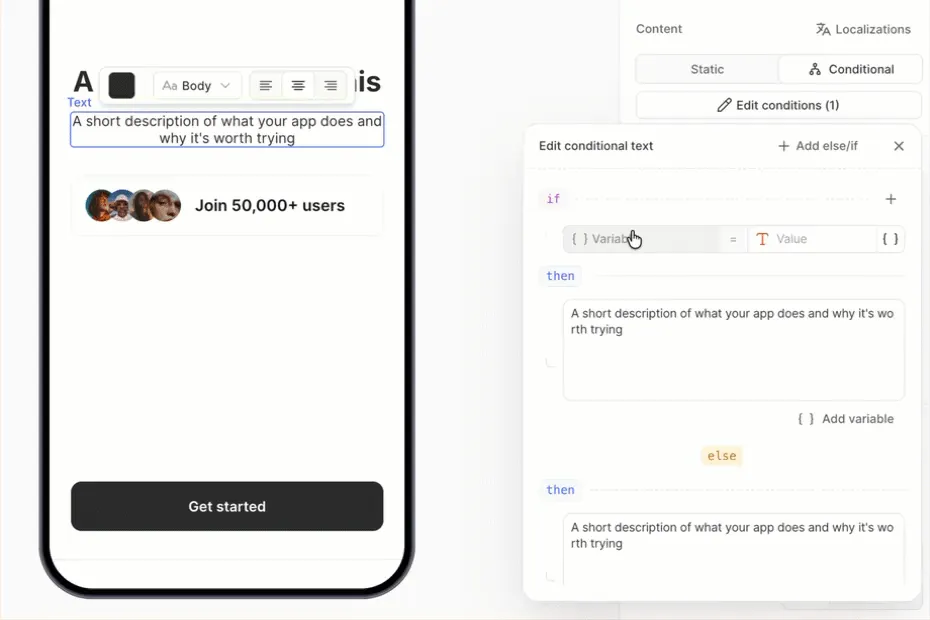 Content
Localizations
Static
Conditional
Edit conditions (1)
A
is
Aa Body
Text
A short description of what your app does and
why it's worth trying
Join 50,000+ users
Get started
Edit conditional text
+ Add else/if
if
{ }
=
T Value
{ }
then
A short description of what your app does and why it's wo
rth trying
{ } Add variable
else
then
A short description of what your app does and why it's wo
rth trying